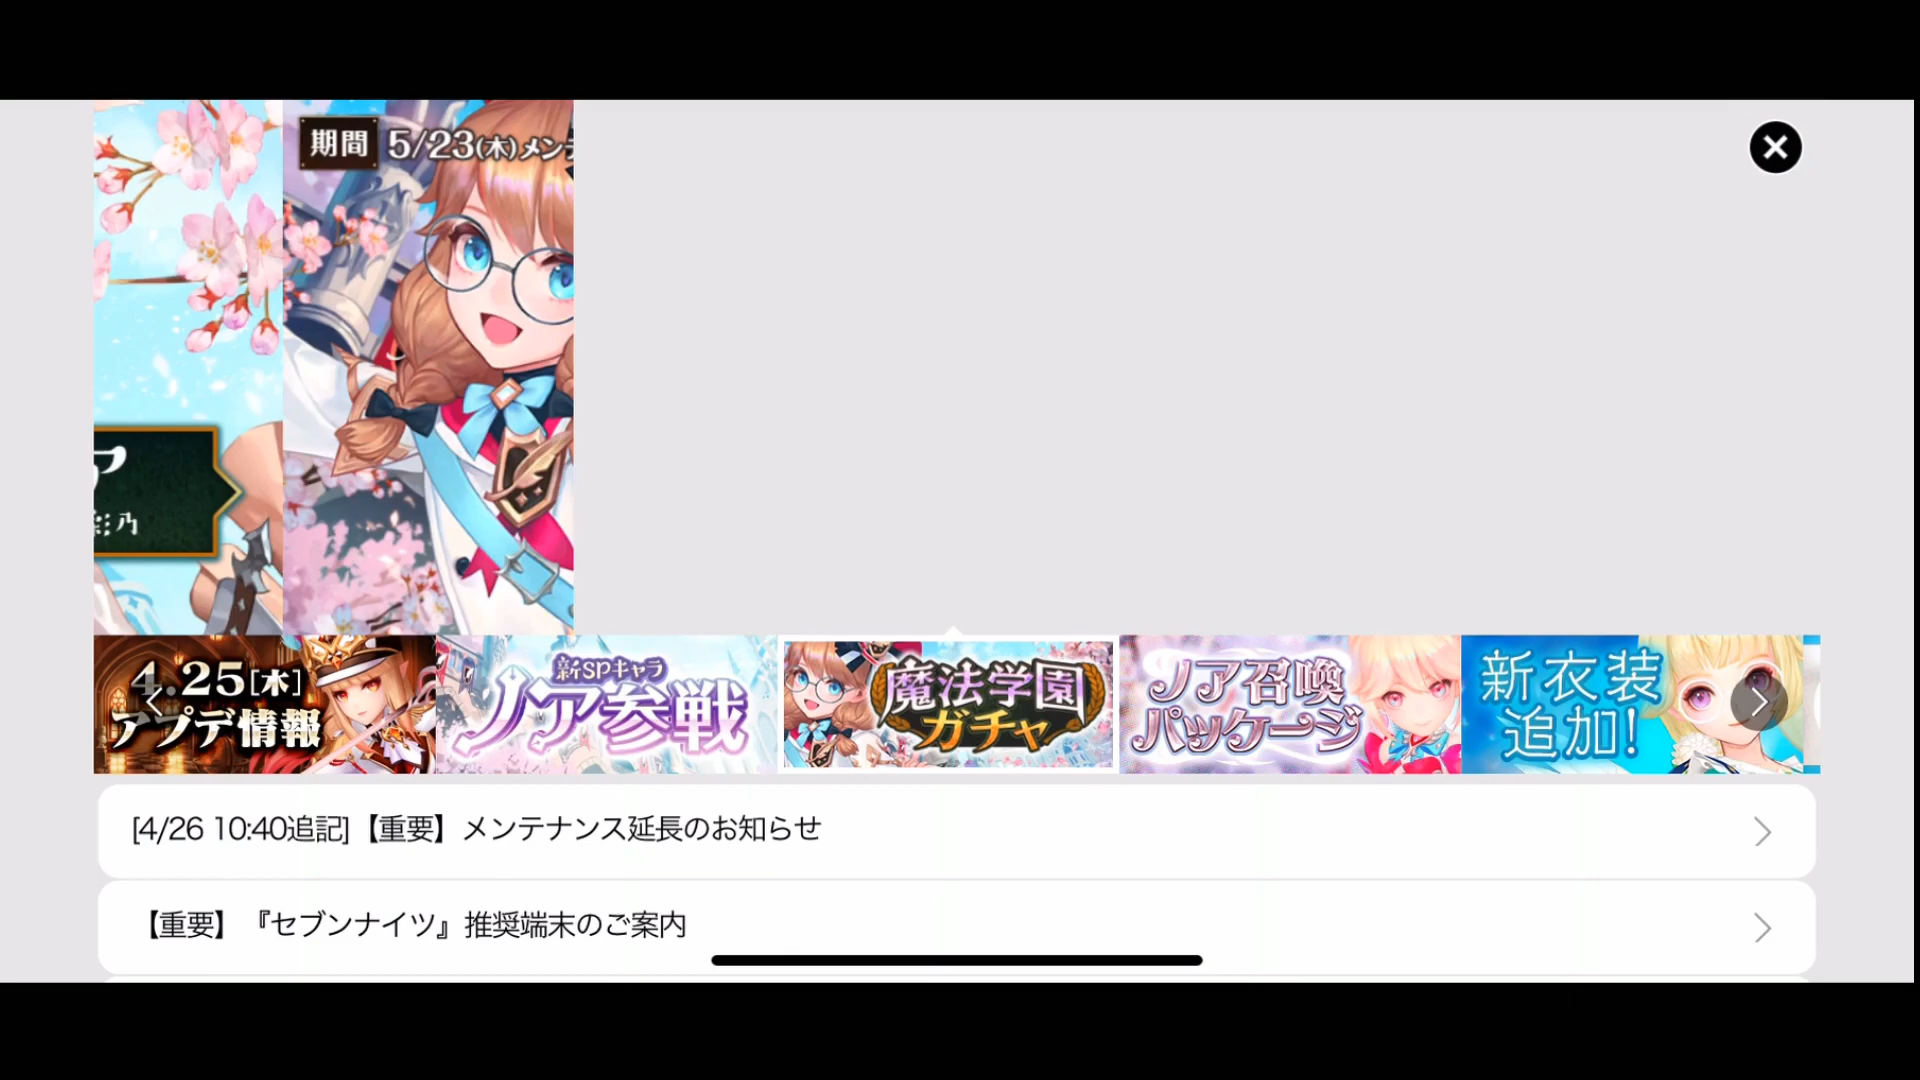 期間 5/23(木)メン
ア
彩乃
4.25[木]
アプデ情報
新SPキャラ
ノア参戦
魔法学園
ガチャ
ノア召喚
パッケージ
新衣装
追加!
[4/26 10:40追記]【重要】メンテナンス延長のお知らせ
【重要】『セブンナイツ』推奨端末のご案内